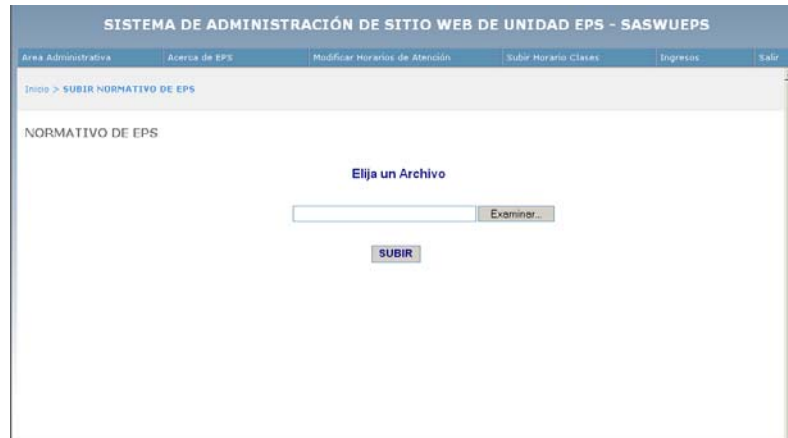 SISTEMA DE ADMINISTRACIÓN DE SITIO WEB DE UNIDAD EPS - SASWUEPS
Area Administrativa Acerca de EPS Modificar Horarios de Atención Subir Horario Clases Ingresos Salir
Inicio > SUBIR NORMATIVO DE EPS
NORMATIVO DE EPS
Elija un Archivo
Examinar...
SUBIR